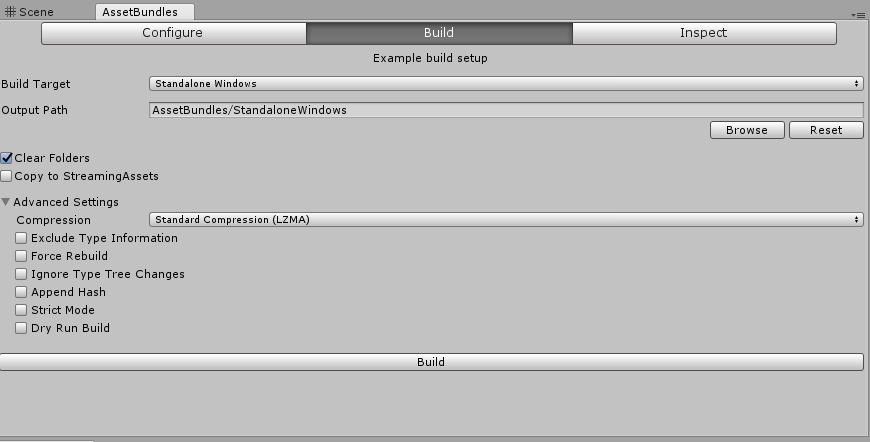 Scene AssetBundles
Configure Build Inspect
Example build setup
Build Target Standalone Windows
Output Path AssetBundles/StandaloneWindows
Browse Reset
Clear Folders
Copy to StreamingAssets
Advanced Settings
Compression Standard Compression (LZMA)
Exclude Type Information
Force Rebuild
Ignore Type Tree Changes
Append Hash
Strict Mode
Dry Run Build
Build